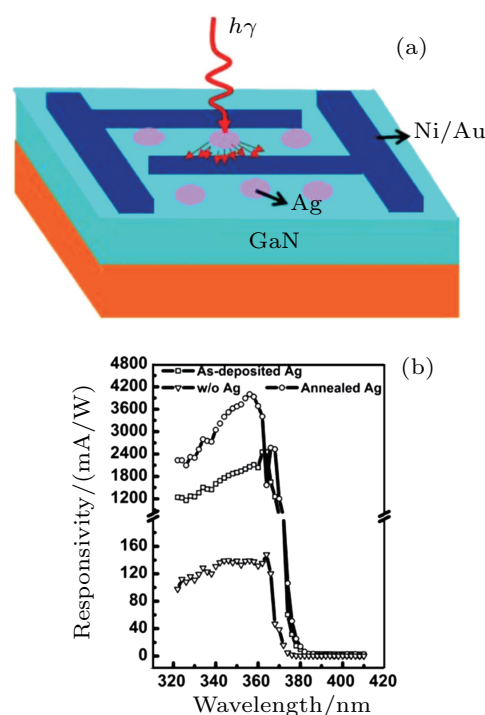 hγ
(a)
Ni/Au
Ag
GaN
(b)
As-deposited Ag
w/o Ag
Annealed Ag
4800
4200
3600
3000
2400
1800
1200
160
120
80
40
0
Responsivity/(mA/W)
320 340 360 380 400 420
Wavelength/nm